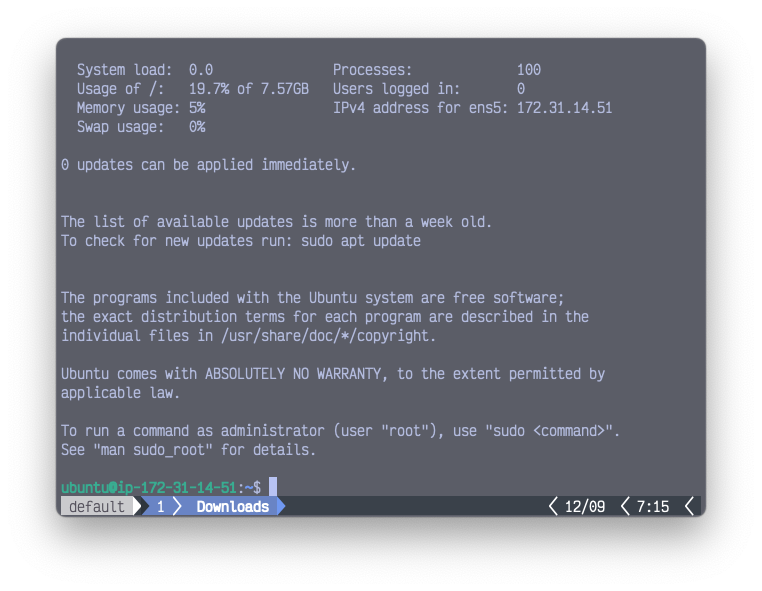 System load:  0.0               Processes:             100
Usage of /:   19.7% of 7.57GB   Users logged in:       0
Memory usage: 5%                IPv4 address for ens5: 172.31.14.51
Swap usage:   0%
0 updates can be applied immediately.
The list of available updates is more than a week old.
To check for new updates run: sudo apt update
The programs included with the Ubuntu system are free software;
the exact distribution terms for each program are described in the
individual files in /usr/share/doc/*/copyright.
Ubuntu comes with ABSOLUTELY NO WARRANTY, to the extent permitted by
applicable law.
To run a command as administrator (user "root"), use "sudo <command>".
See "man sudo_root" for details.
ubuntu@ip-172-31-14-51:~$
default 1 Downloads 12/09 7:15